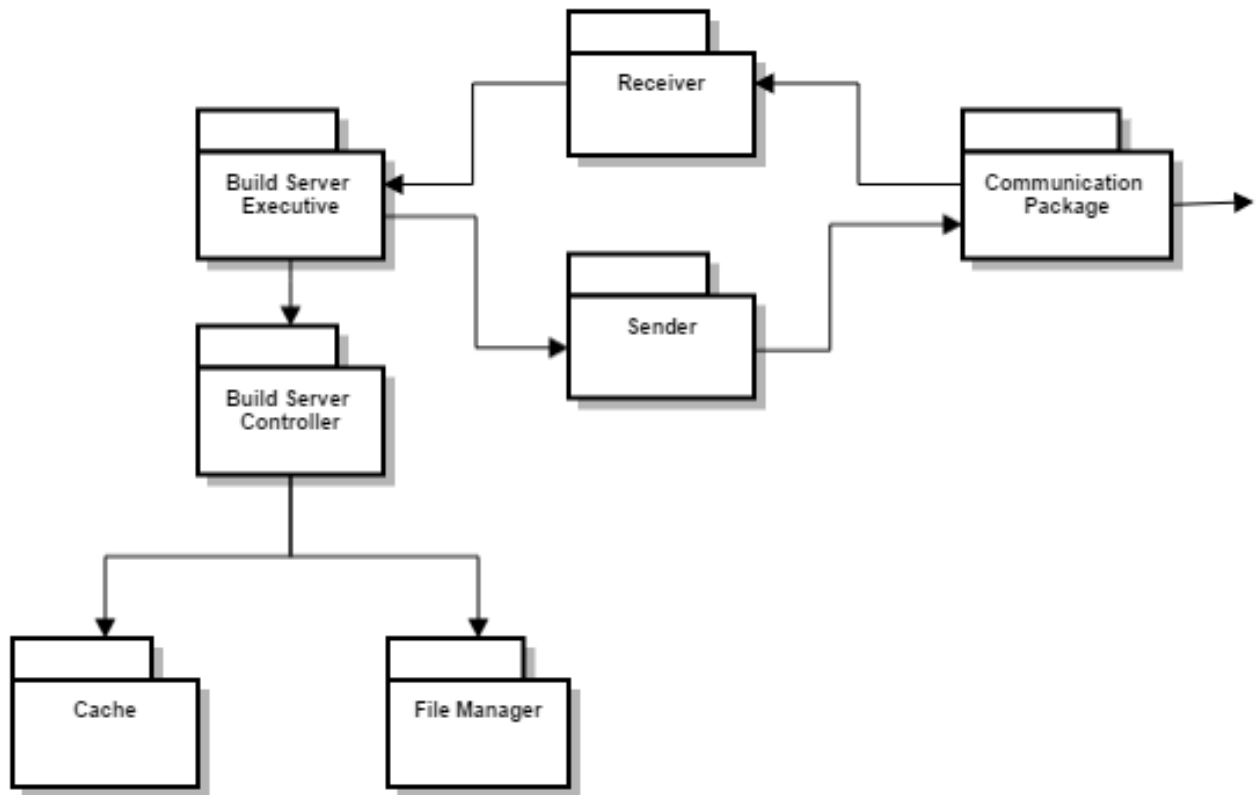 Receiver
Build Server
Executive
Communication
Package
Sender
Build Server
Controller
Cache
File Manager